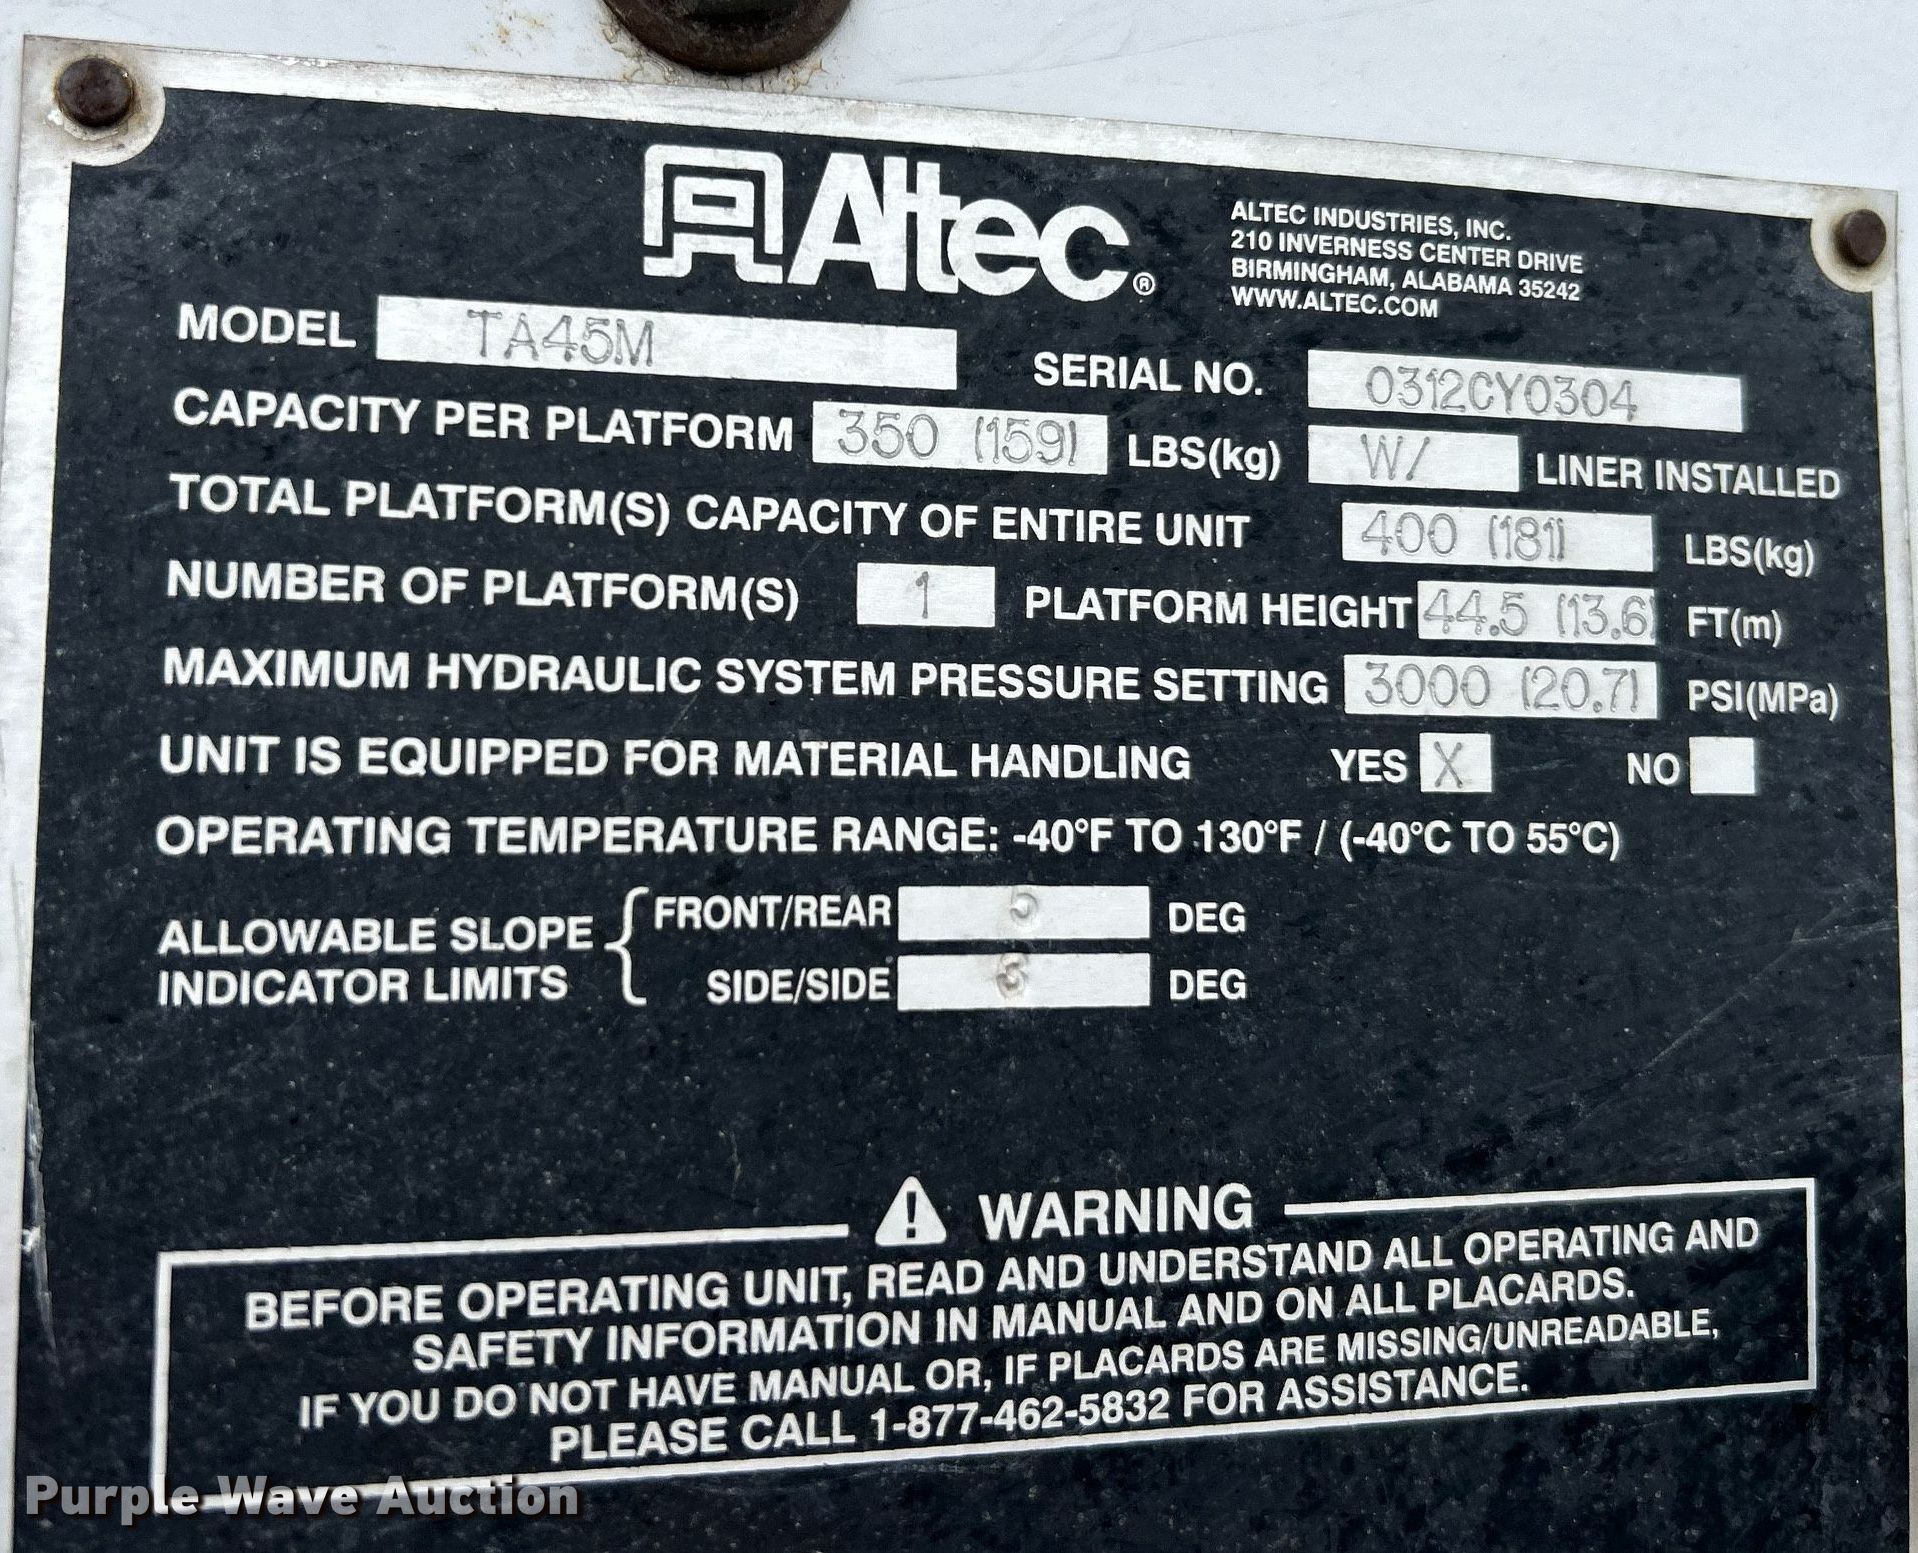 Altec®
ALTEC INDUSTRIES, INC.
210 INVERNESS CENTER DRIVE
BIRMINGHAM, ALABAMA 35242
WWW.ALTEC.COM
MODEL TA45M
SERIAL NO. 0312CY0304
CAPACITY PER PLATFORM 350 (159) LBS(kg) W/ LINER INSTALLED
TOTAL PLATFORM(S) CAPACITY OF ENTIRE UNIT 400 (181) LBS(kg)
NUMBER OF PLATFORM(S) 1 PLATFORM HEIGHT 44.5 (13.6) FT(m)
MAXIMUM HYDRAULIC SYSTEM PRESSURE SETTING 3000 (20.7) PSI(MPa)
UNIT IS EQUIPPED FOR MATERIAL HANDLING YES X NO
OPERATING TEMPERATURE RANGE: -40°F TO 130°F / (-40°C TO 55°C)
ALLOWABLE SLOPE INDICATOR LIMITS
FRONT/REAR DEG
SIDE/SIDE DEG
WARNING
BEFORE OPERATING UNIT, READ AND UNDERSTAND ALL OPERATING AND
SAFETY INFORMATION IN MANUAL AND ON ALL PLACARDS.
IF YOU DO NOT HAVE MANUAL OR, IF PLACARDS ARE MISSING/UNREADABLE,
PLEASE CALL 1-877-462-5832 FOR ASSISTANCE.
Purple Wave Auction